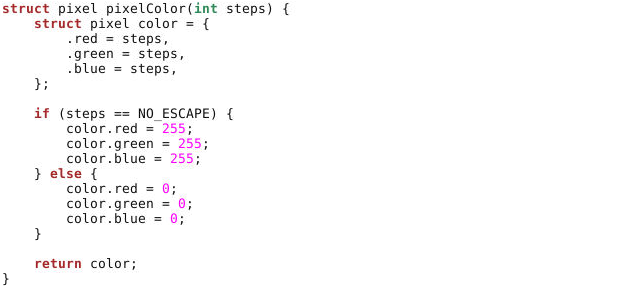 struct pixel pixelColor(int steps) {
    struct pixel color = {
        .red = steps,
        .green = steps,
        .blue = steps,
    };

    if (steps == NO_ESCAPE) {
        color.red = 255;
        color.green = 255;
        color.blue = 255;
    } else {
        color.red = 0;
        color.green = 0;
        color.blue = 0;
    }

    return color;
}